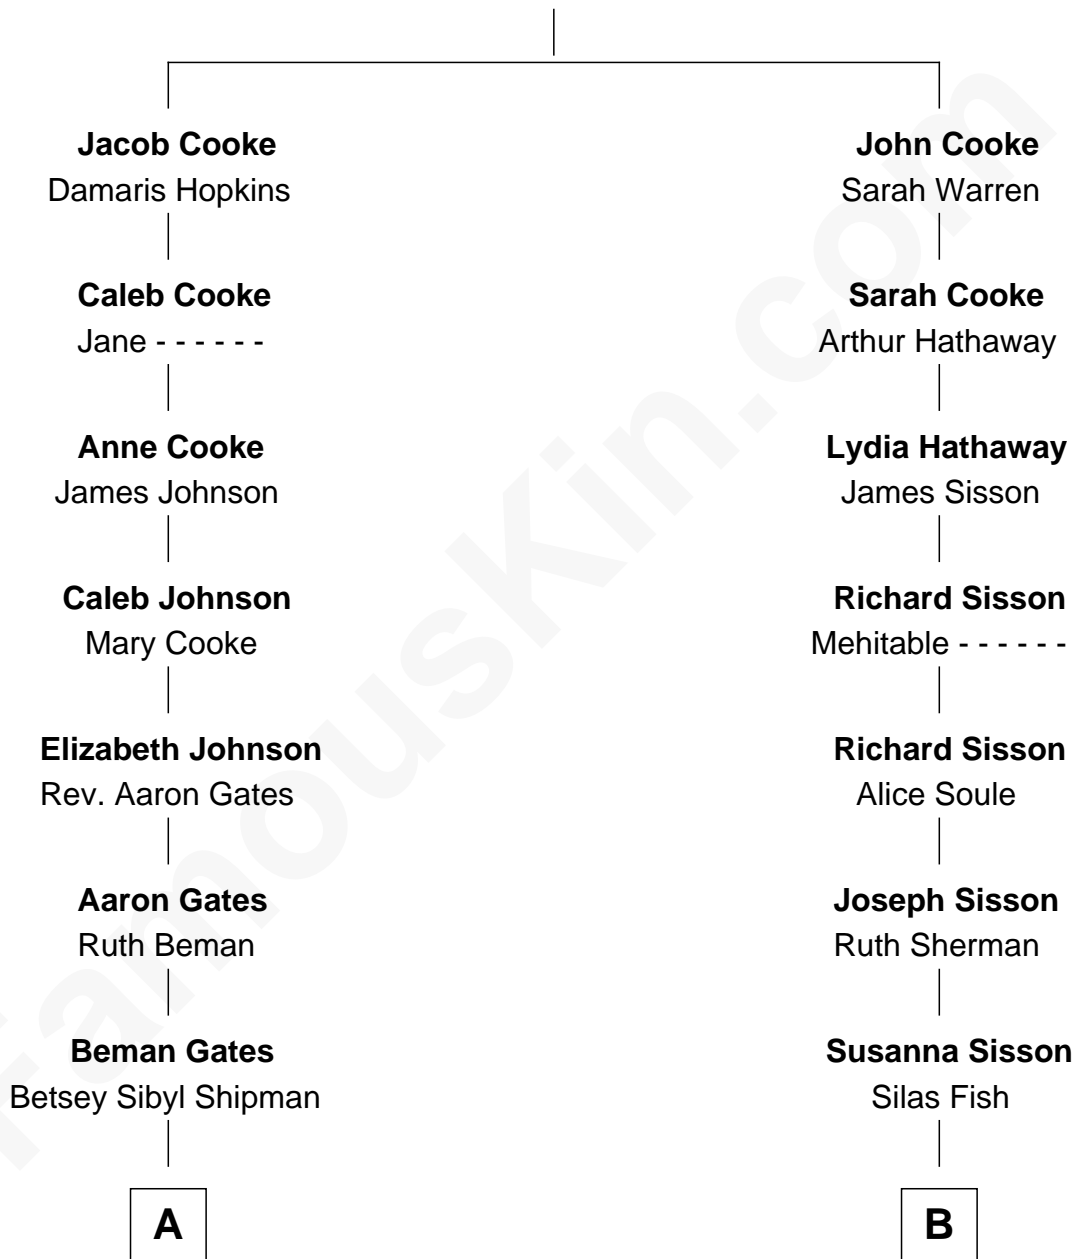 Jacob Cooke
Damaris Hopkins
Caleb Cooke
Jane - - - - - -
Anne Cooke
James Johnson
Caleb Johnson
Mary Cooke
Elizabeth Johnson
Rev. Aaron Gates
Aaron Gates
Ruth Beman
Beman Gates
Betsey Sibyl Shipman
A
John Cooke
Sarah Warren
Sarah Cooke
Arthur Hathaway
Lydia Hathaway
James Sisson
Richard Sisson
Mehitable - - - - - -
Richard Sisson
Alice Soule
Joseph Sisson
Ruth Sherman
Susanna Sisson
Silas Fish
B
FamousKin.com